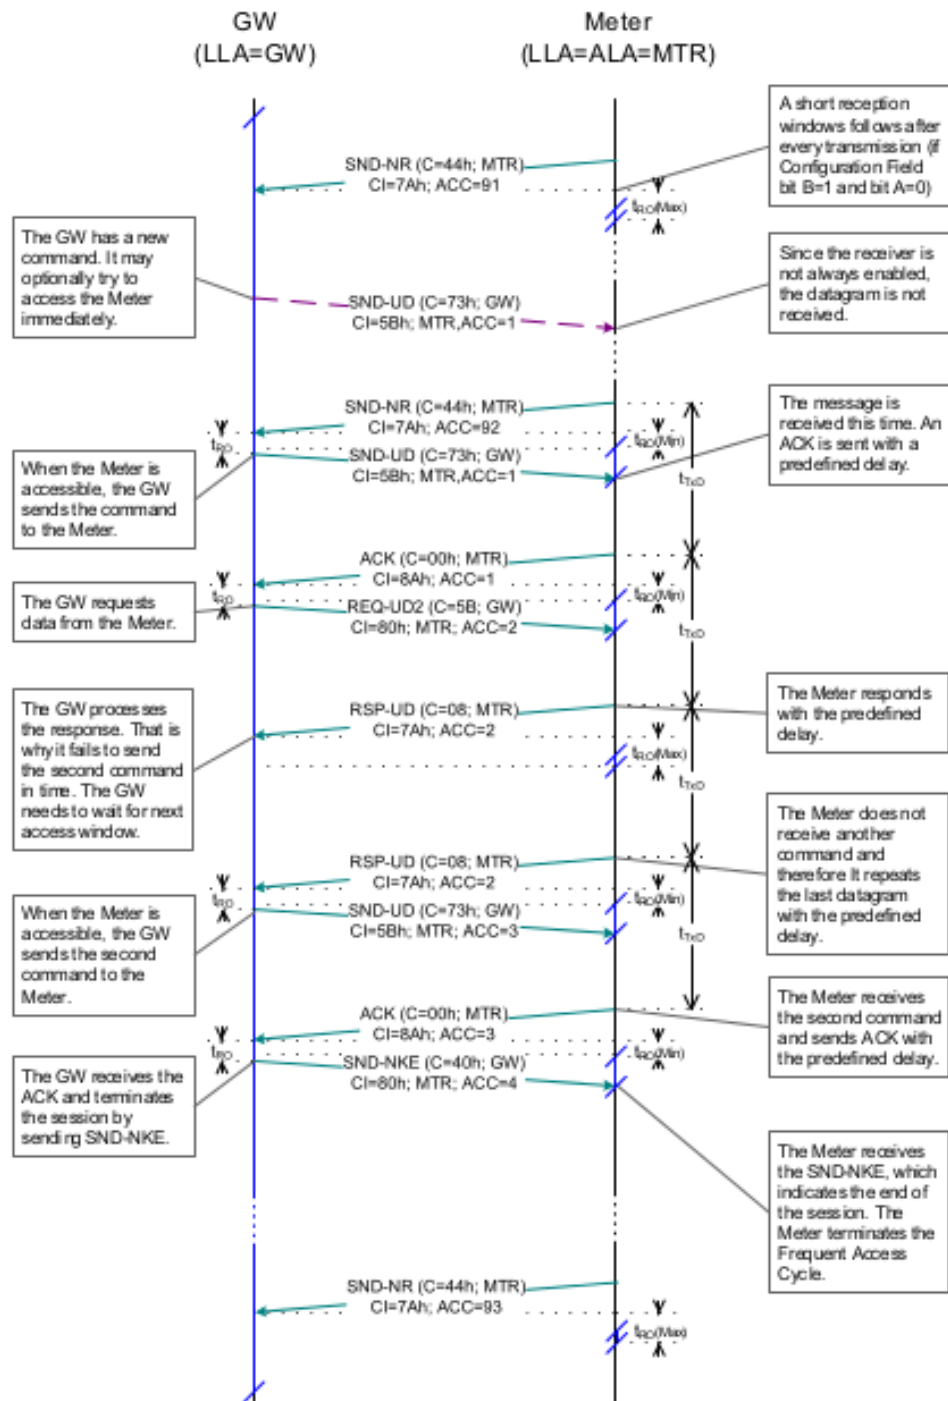 GW
(LLA=GW)
Meter
(LLA=ALA=MTR)
A short reception
windows follows after
every transmission (if
Configuration Field
bit B=1 and bit A=0)
SND-NR (C=44h; MTR)
CI=7Ah; ACC=91
tRO(Max)
The GW has a new
command. It may
optionally try to
access the Meter
immediately.
Since the receiver is
not always enabled,
the datagram is not
received.
SND-UD (C=73h; GW)
CI=5Bh; MTR,ACC=1
SND-NR (C=44h; MTR)
CI=7Ah; ACC=92
tRO
tRO(Min)
SND-UD (C=73h; GW)
CI=5Bh; MTR,ACC=1
The message is
received this time. An
ACK is sent with a
predefined delay.
tTxD
When the Meter is
accessible, the GW
sends the command
to the Meter.
ACK (C=00h; MTR)
CI=8Ah; ACC=1
tRO
tRO(Min)
REQ-UD2 (C=5B; GW)
CI=80h; MTR; ACC=2
The GW requests
data from the Meter.
tTxD
RSP-UD (C=08; MTR)
CI=7Ah; ACC=2
tRO(Max)
The Meter responds
with the predefined
delay.
The GW processes
the response. That is
why it fails to send
the second command
in time. The GW
needs to wait for next
access window.
tTxD
The Meter does not
receive another
command and
therefore It repeats
the last datagram
with the predefined
delay.
RSP-UD (C=08; MTR)
CI=7Ah; ACC=2
tRO
tRO(Min)
SND-UD (C=73h; GW)
CI=5Bh; MTR; ACC=3
tTxD
When the Meter is
accessible, the GW
sends the second
command to the
Meter.
The Meter receives
the second command
and sends ACK with
the predefined delay.
ACK (C=00h; MTR)
CI=8Ah; ACC=3
tRO
tRO(Min)
SND-NKE (C=40h; GW)
CI=80h; MTR; ACC=4
The GW receives the
ACK and terminates
the session by
sending SND-NKE.
The Meter receives
the SND-NKE, which
indicates the end of
the session. The
Meter terminates the
Frequent Access
Cycle.
SND-NR (C=44h; MTR)
CI=7Ah; ACC=93
tRO(Max)